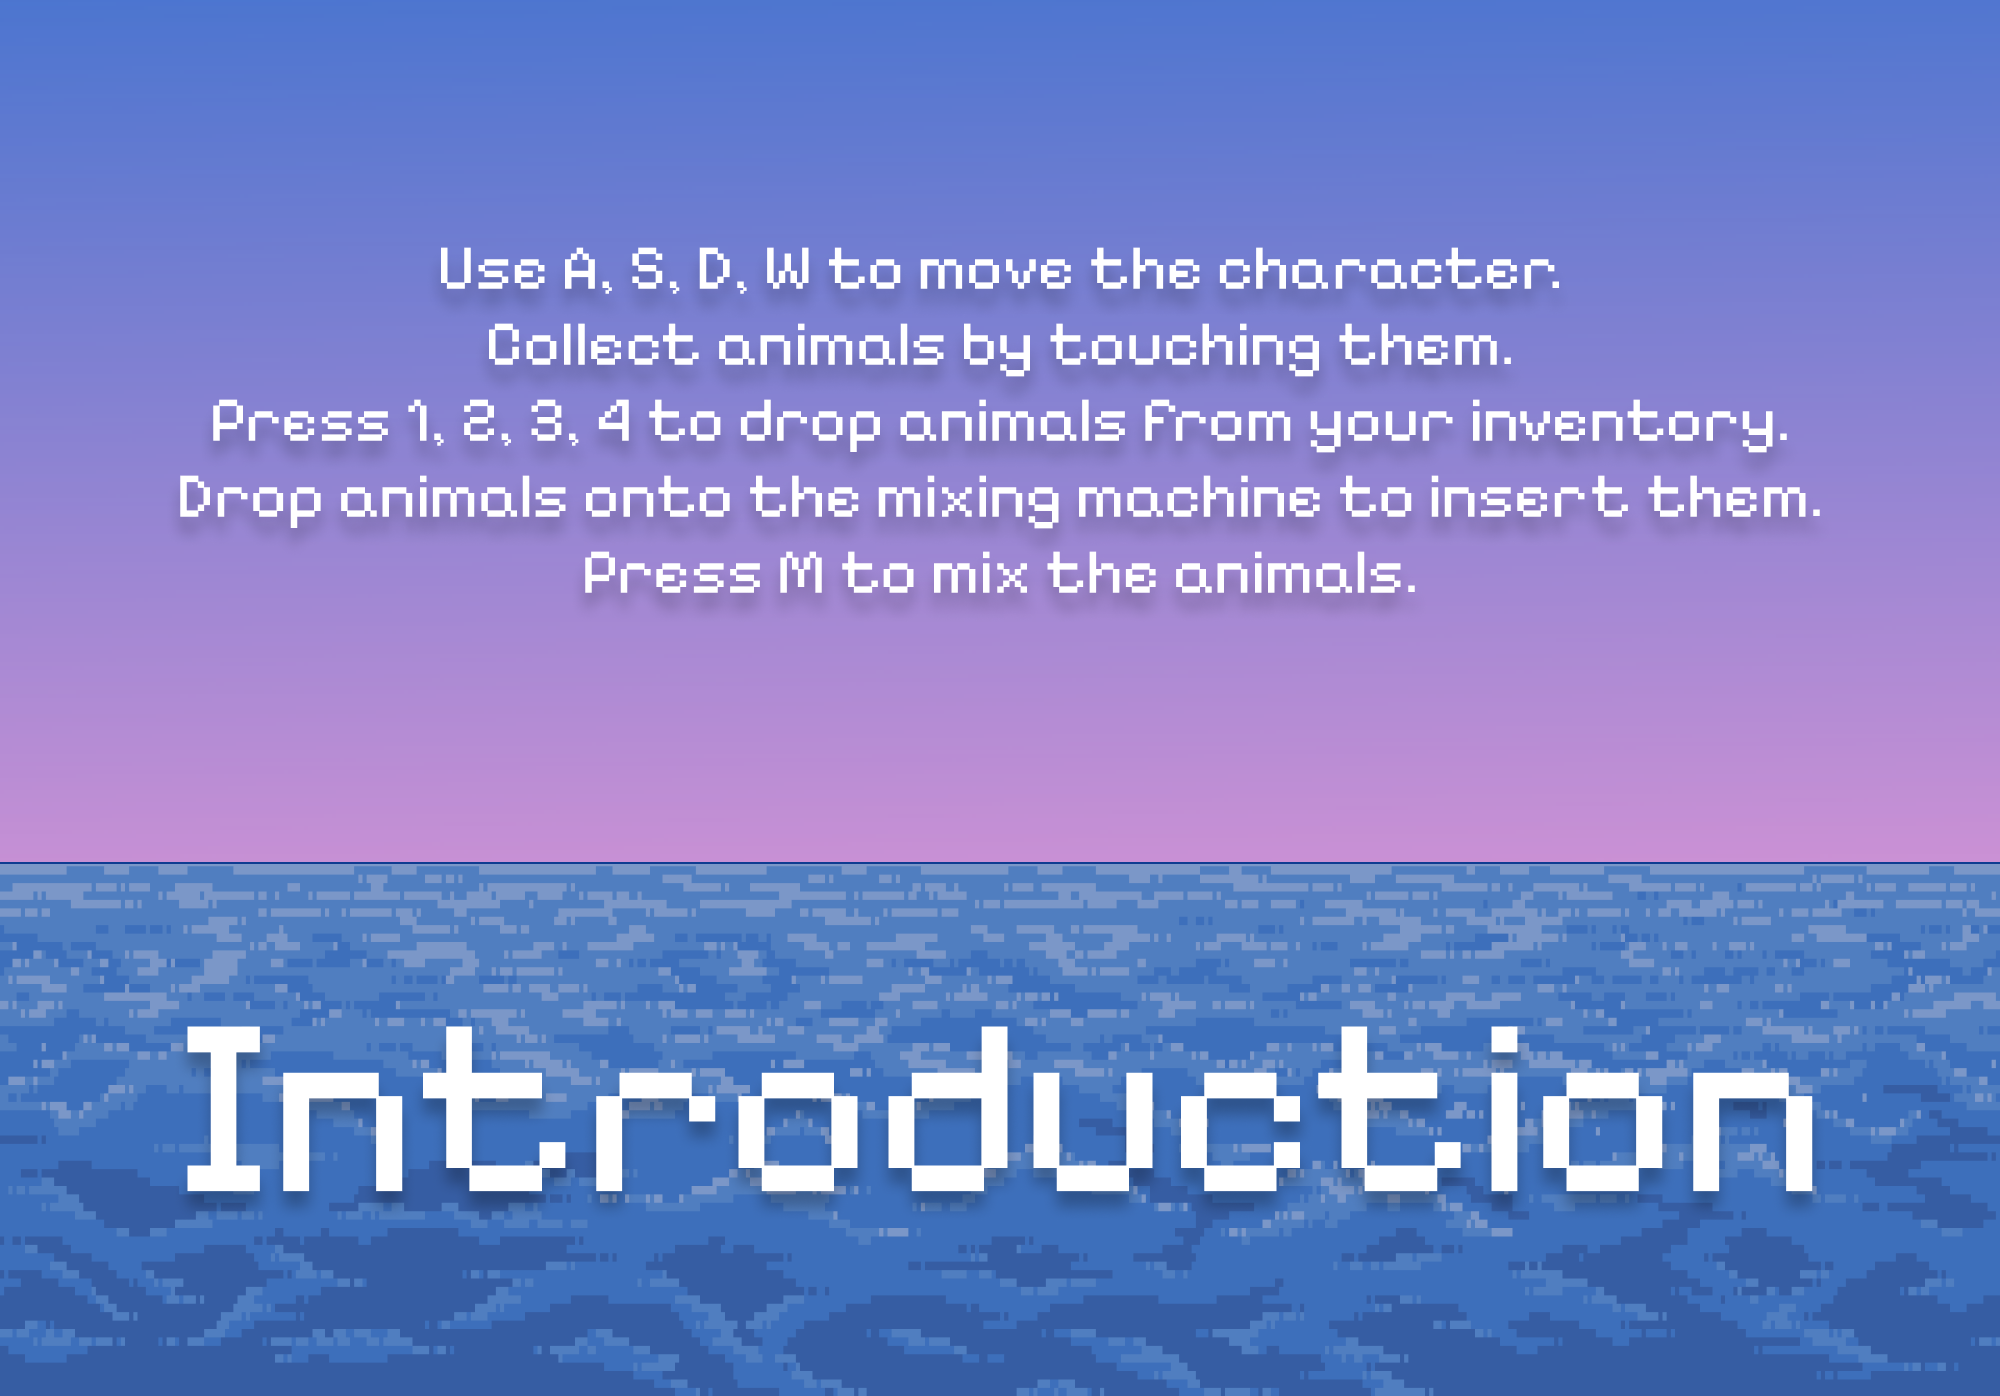 Use A, S, D, W to move the character.
Collect animals by touching them.
Press 1, 2, 3, 4 to drop animals from your inventory.
Drop animals onto the mixing machine to insert them.
Press M to mix the animals.
Introduction